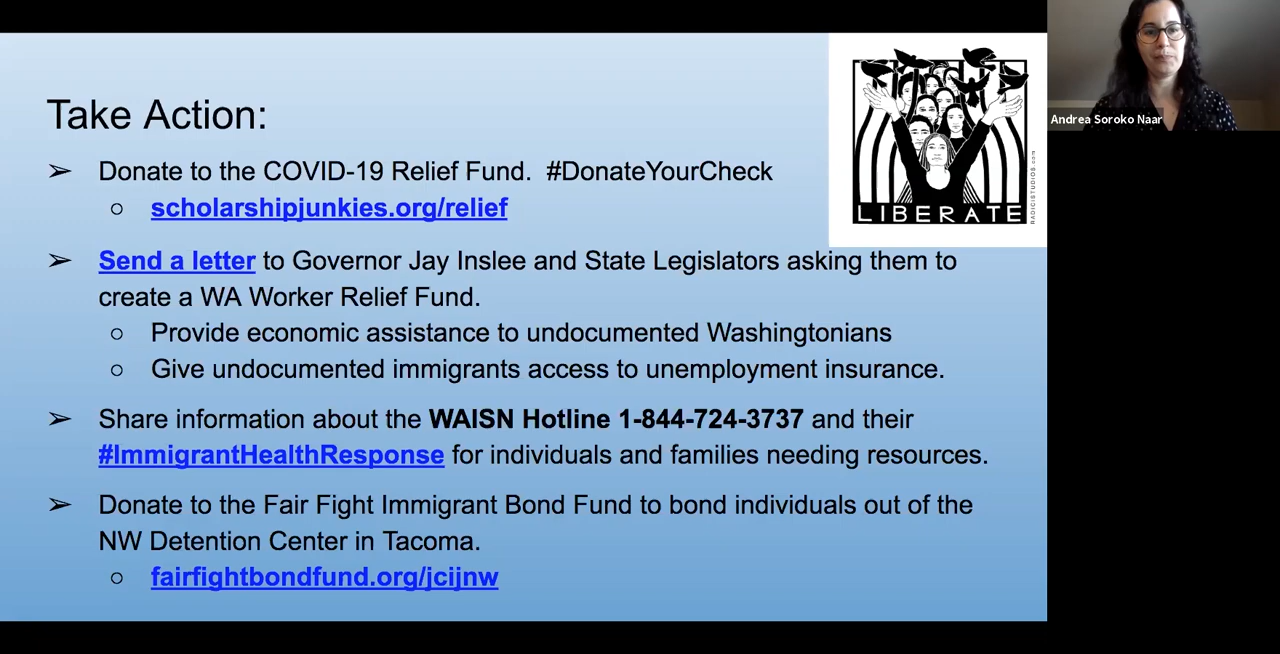 Take Action:
➢ Donate to the COVID-19 Relief Fund. #DonateYourCheck
○ scholarshipjunkies.org/relief
➢ Send a letter to Governor Jay Inslee and State Legislators asking them to
create a WA Worker Relief Fund.
○ Provide economic assistance to undocumented Washingtonians
○ Give undocumented immigrants access to unemployment insurance.
➢ Share information about the WAISN Hotline 1-844-724-3737 and their
#ImmigrantHealthResponse for individuals and families needing resources.
➢ Donate to the Fair Fight Immigrant Bond Fund to bond individuals out of the
NW Detention Center in Tacoma.
○ fairfightbondfund.org/jcijnw
LIBERATE
RADICISTUDIOS.com
Andrea Soroko Naar